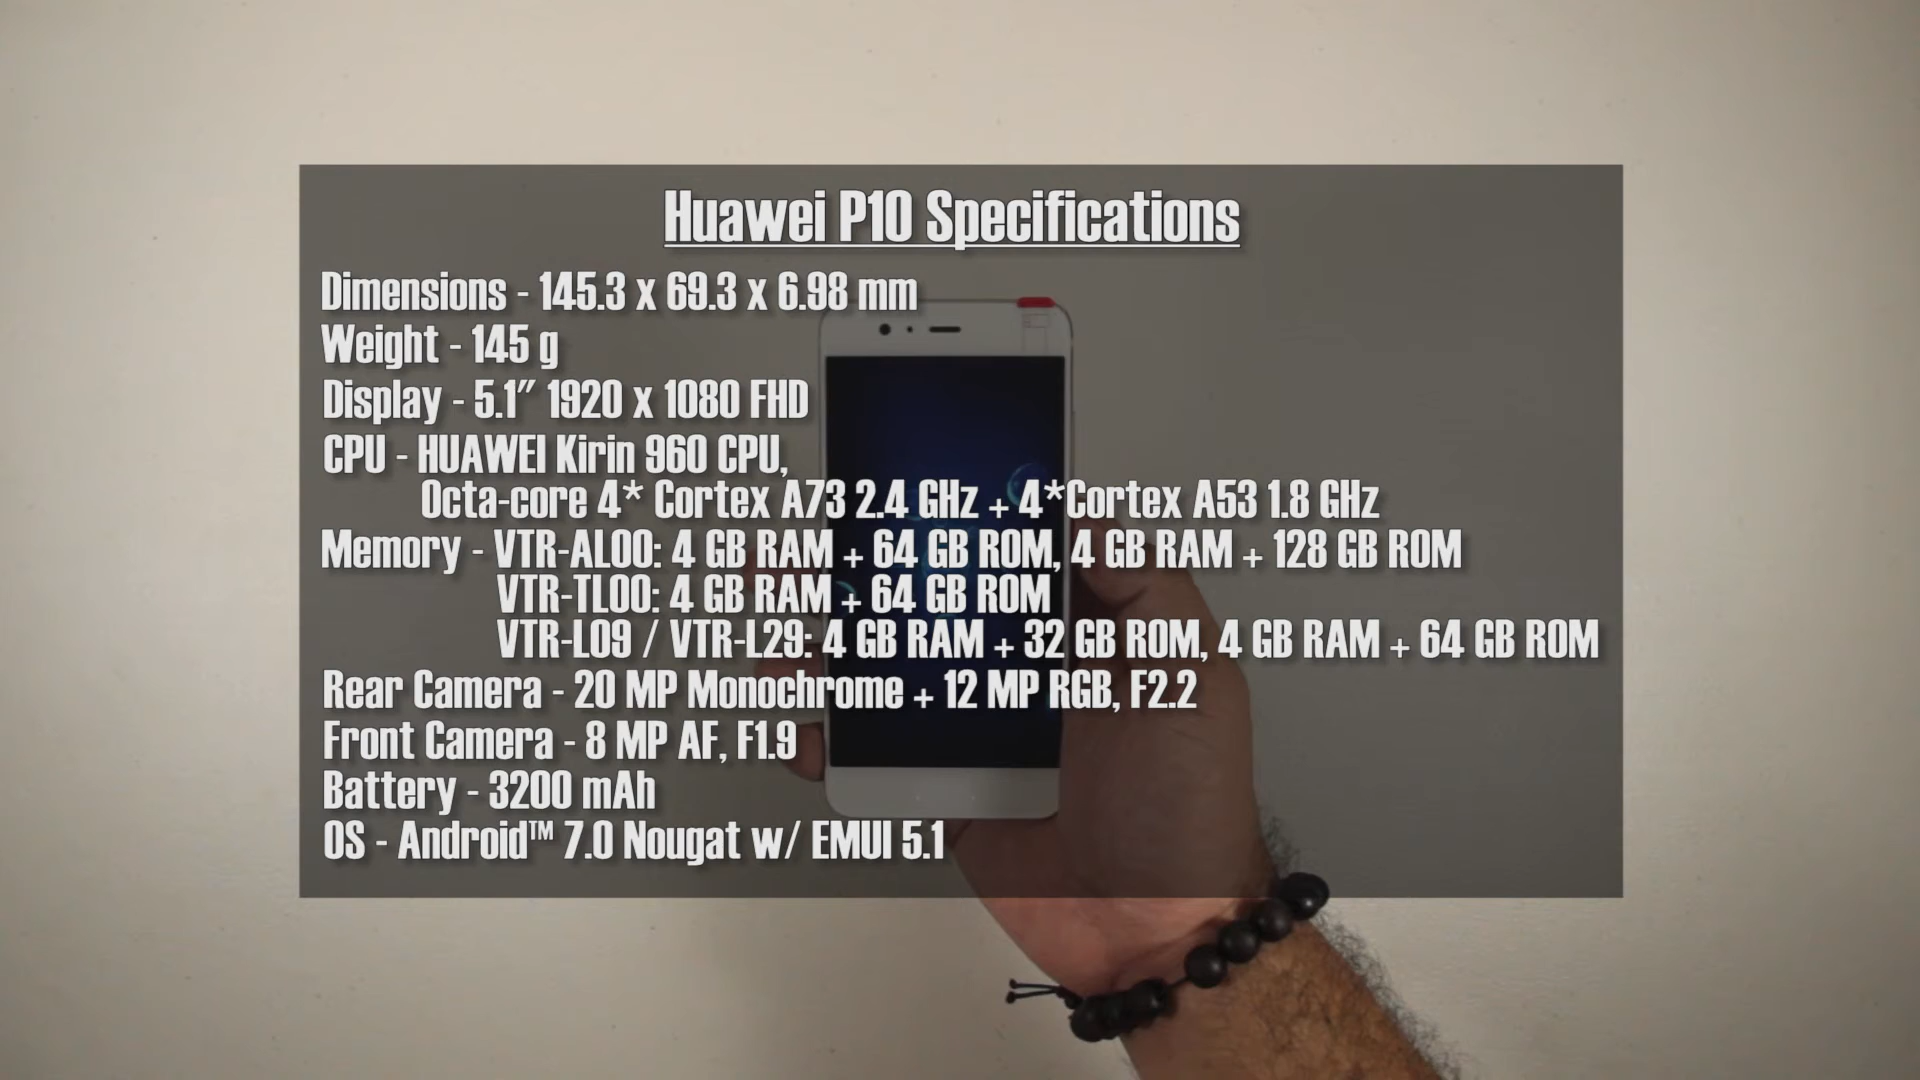 Huawei P10 Specifications
Dimensions - 145.3 x 69.3 x 6.98 mm
Weight - 145 g
Display - 5.1″ 1920 x 1080 FHD
CPU - HUAWEI Kirin 960 CPU,
Octa-core 4* Cortex A73 2.4 GHz + 4*Cortex A53 1.8 GHz
Memory - VTR-AL00: 4 GB RAM + 64 GB ROM, 4 GB RAM + 128 GB ROM
VTR-TL00: 4 GB RAM + 64 GB ROM
VTR-L09 / VTR-L29: 4 GB RAM + 32 GB ROM, 4 GB RAM + 64 GB ROM
Rear Camera - 20 MP Monochrome + 12 MP RGB, F2.2
Front Camera - 8 MP AF, F1.9
Battery - 3200 mAh
OS - Android™ 7.0 Nougat w/ EMUI 5.1